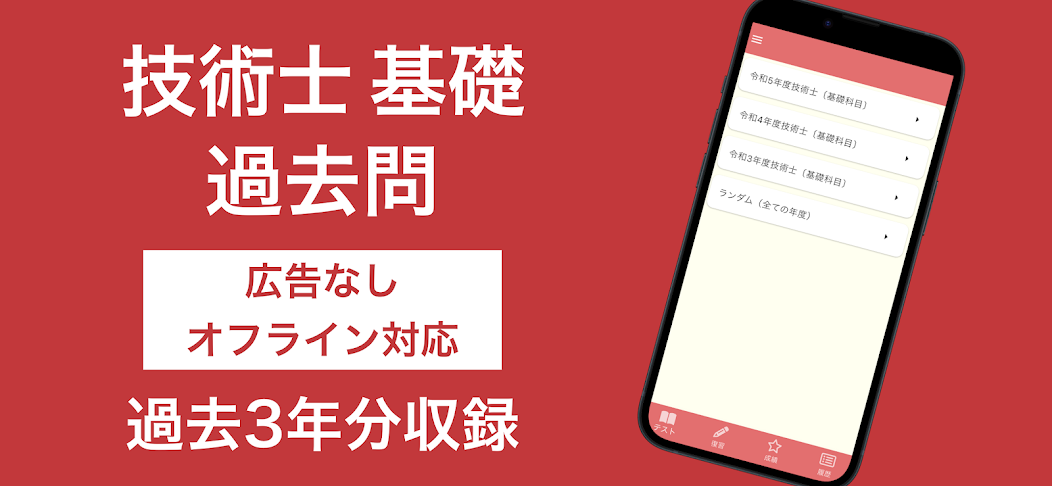 技術士 基礎
過去問
広告なし
オフライン対応
過去3年分収録
令和5年度技術士（基礎科目）
令和4年度技術士（基礎科目）
令和3年度技術士（基礎科目）
ランダム（全ての年度）
テスト
復習
成績
履歴